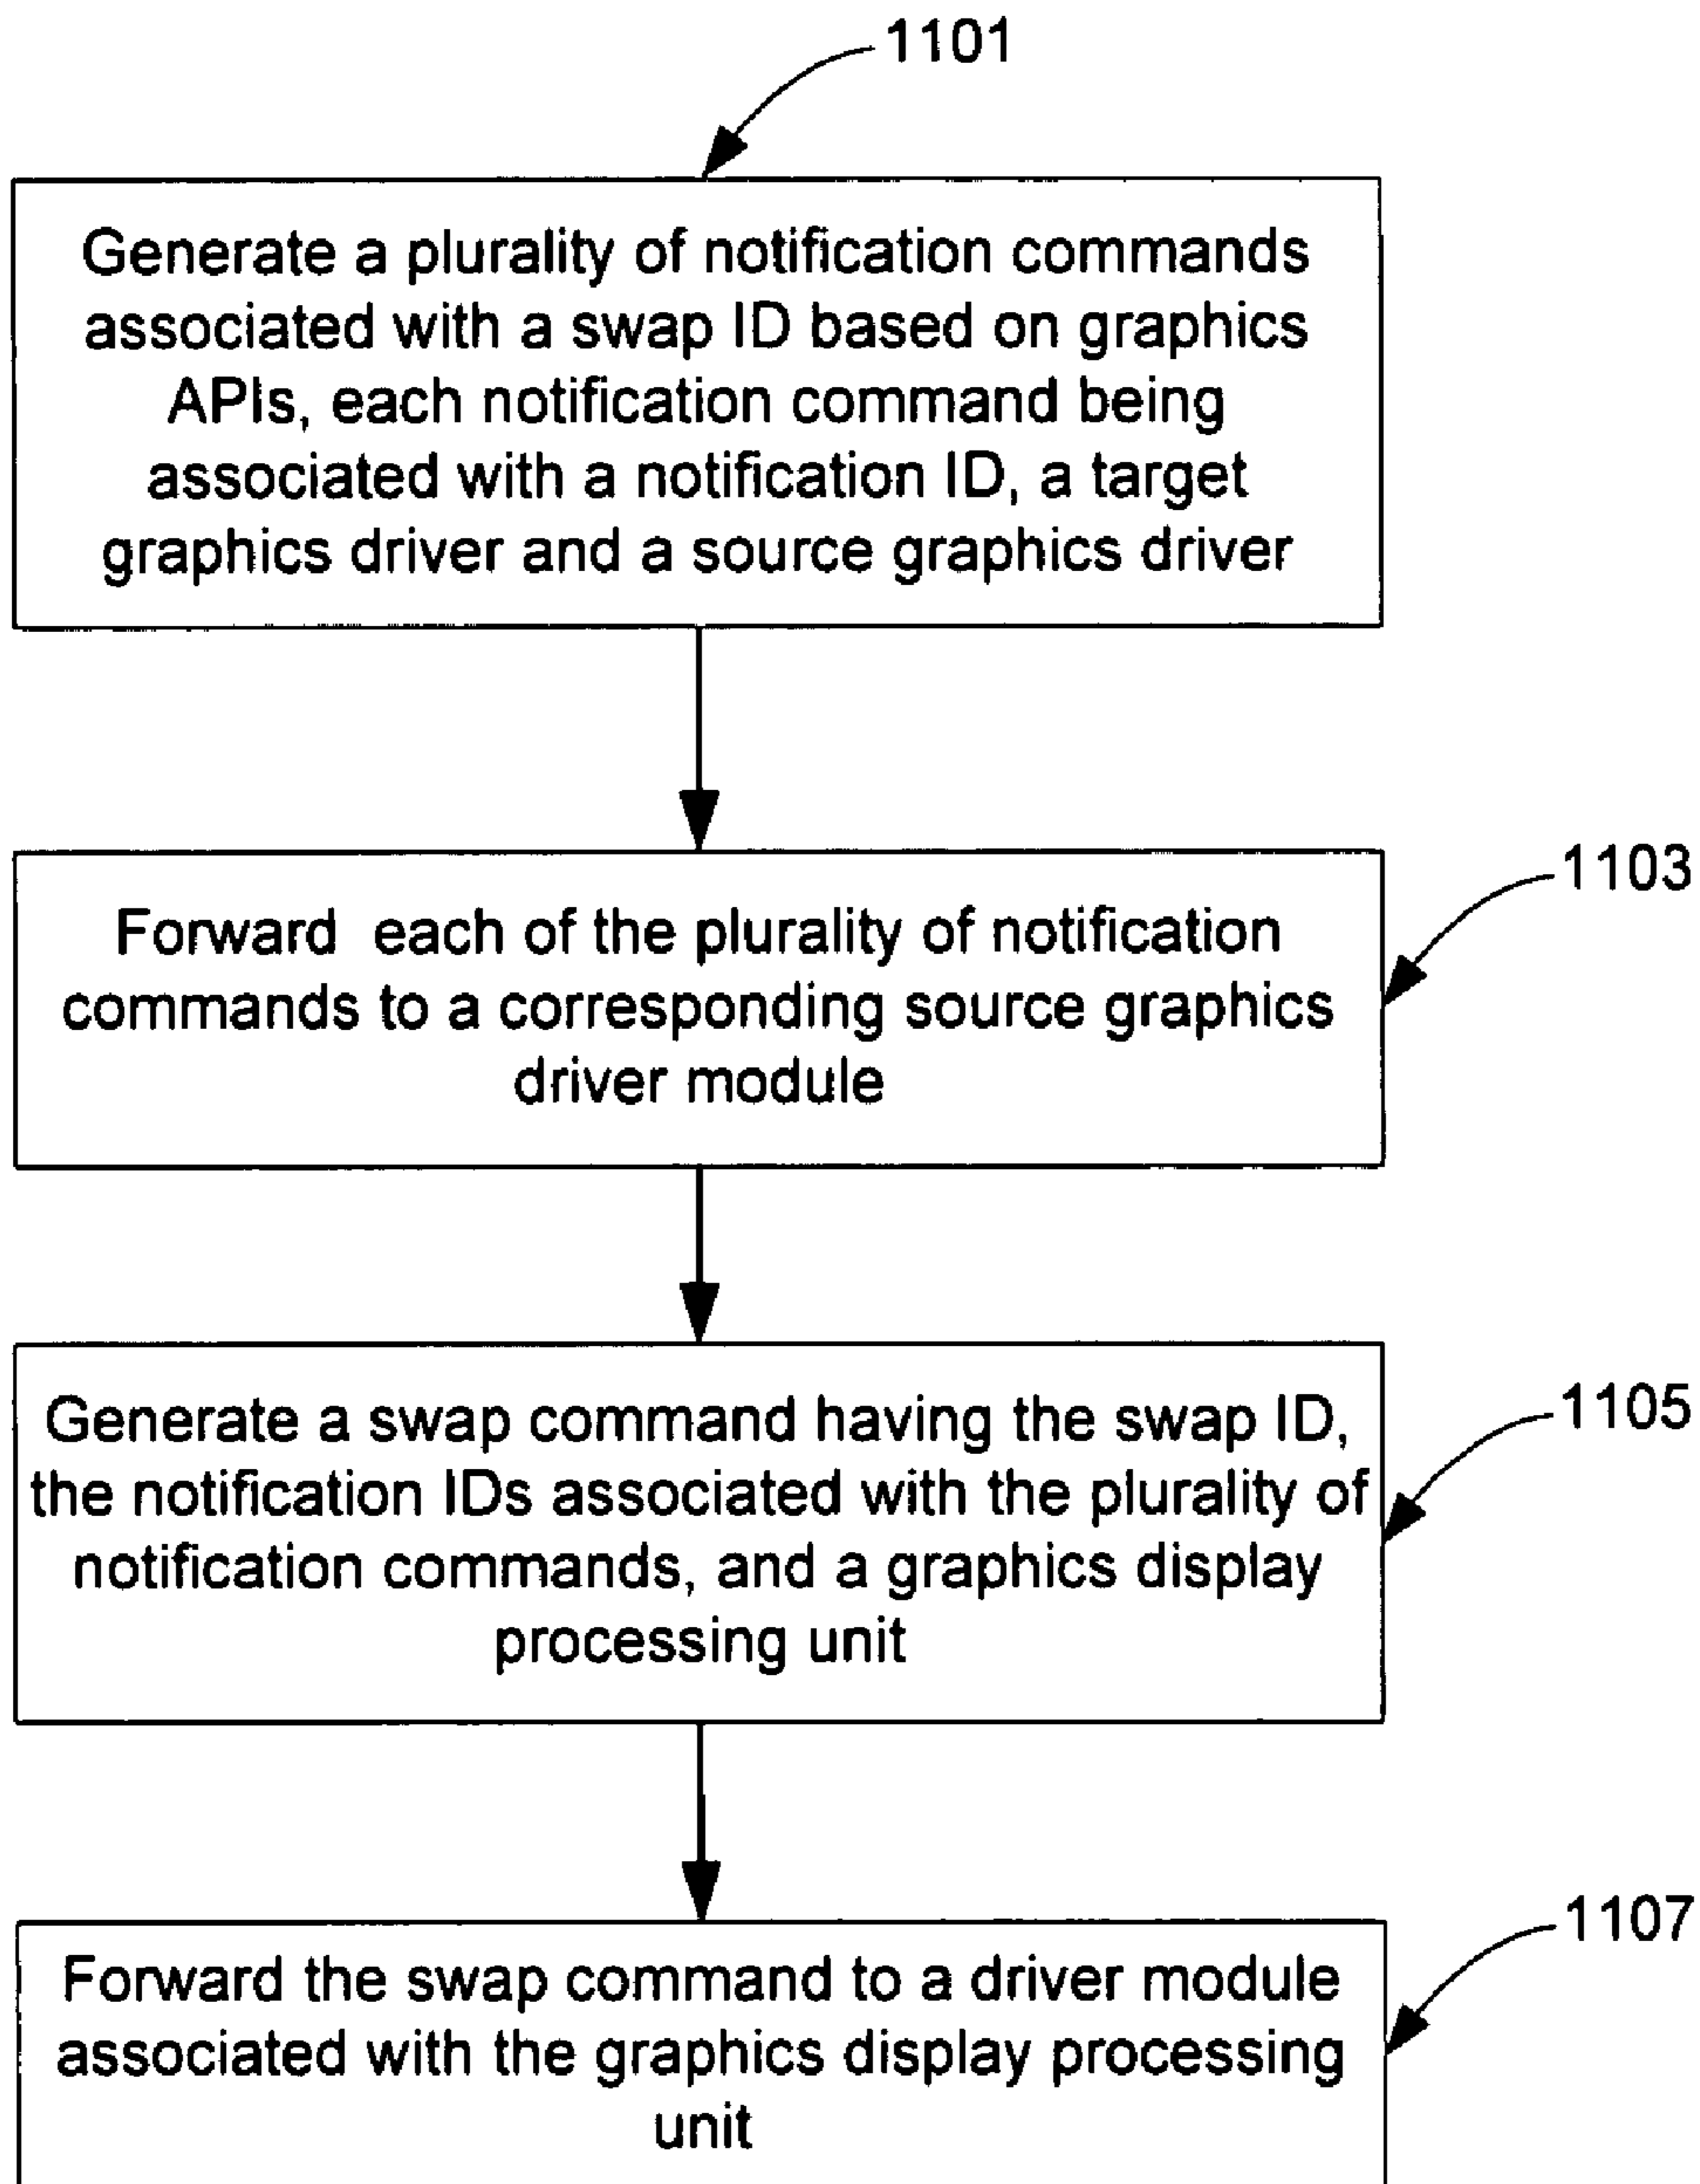 1101
Generate a plurality of notification commands
associated with a swap ID based on graphics
APIs, each notification command being
associated with a notification ID, a target
graphics driver and a source graphics driver
1103
Forward each of the plurality of notification
commands to a corresponding source graphics
driver module
1105
Generate a swap command having the swap ID,
the notification IDs associated with the plurality of
notification commands, and a graphics display
processing unit
1107
Forward the swap command to a driver module
associated with the graphics display processing
unit